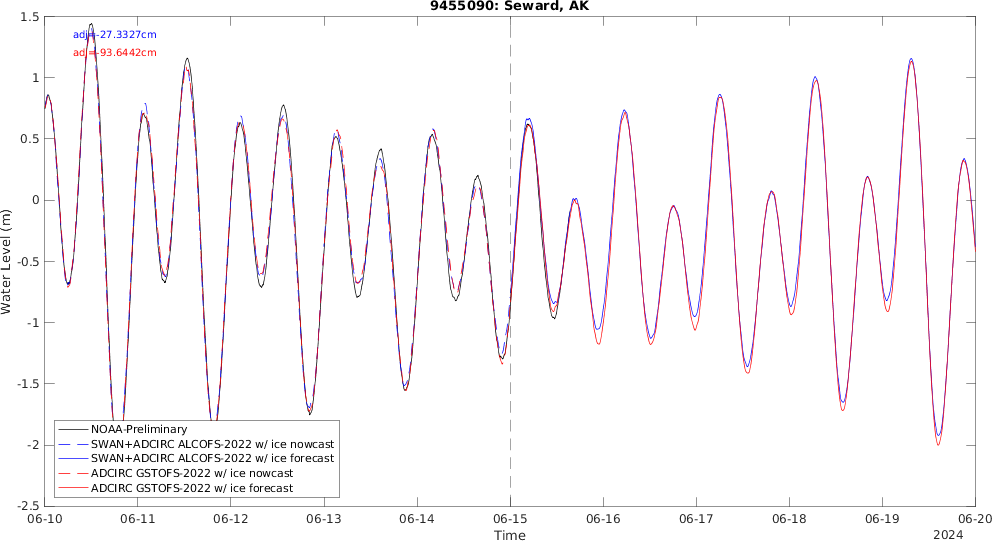 9455090: Seward, AK
adj=-27.3327cm
adj=-93.6442cm
Water Level (m)
1.5
1
0.5
0
-0.5
-1
-1.5
-2
-2.5
NOAA-Preliminary
SWAN+ADCIRC ALCOFS-2022 w/ ice nowcast
SWAN+ADCIRC ALCOFS-2022 w/ ice forecast
ADCIRC GSTOFS-2022 w/ ice nowcast
ADCIRC GSTOFS-2022 w/ ice forecast
06-10 06-11 06-12 06-13 06-14 06-15 06-16 06-17 06-18 06-19 06-20
Time
2024